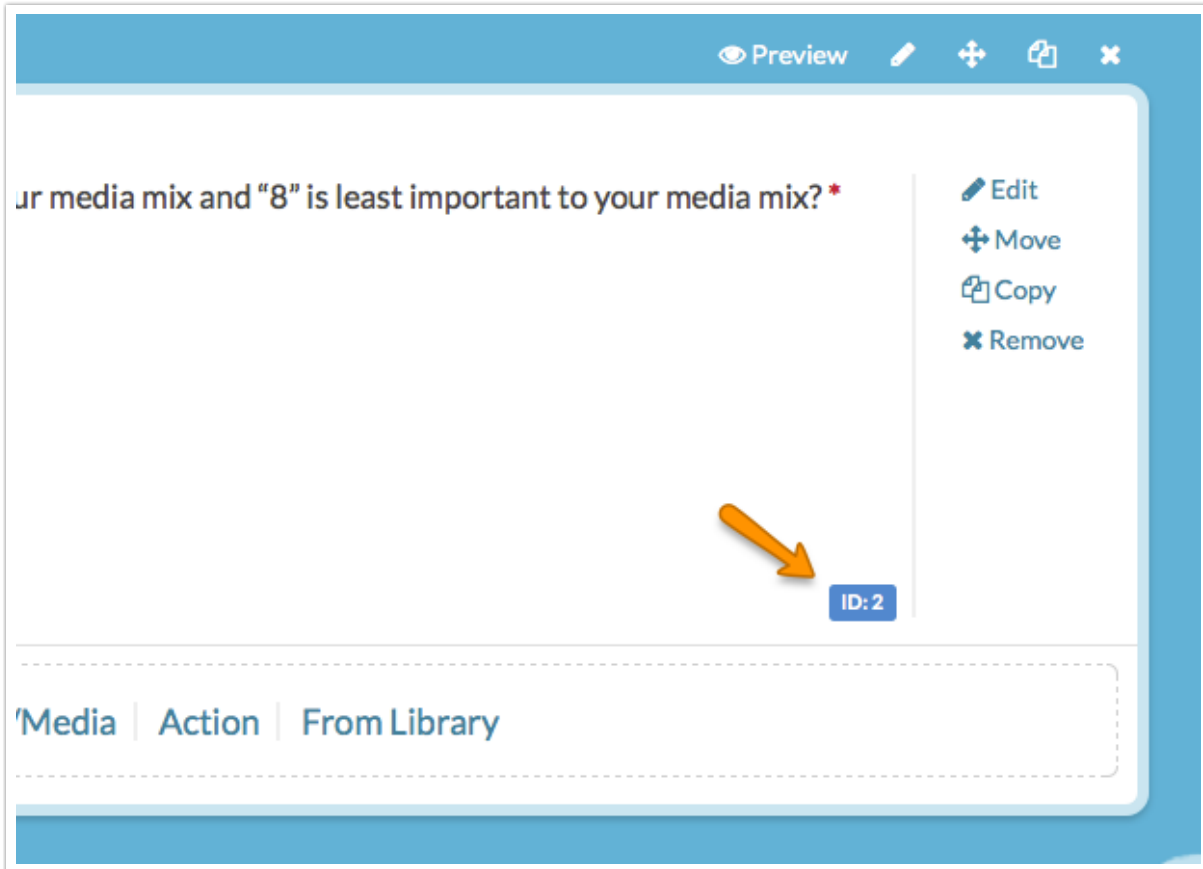 Preview
ur media mix and “8” is least important to your media mix? *
Edit
Move
Copy
Remove
ID: 2
/Media Action From Library